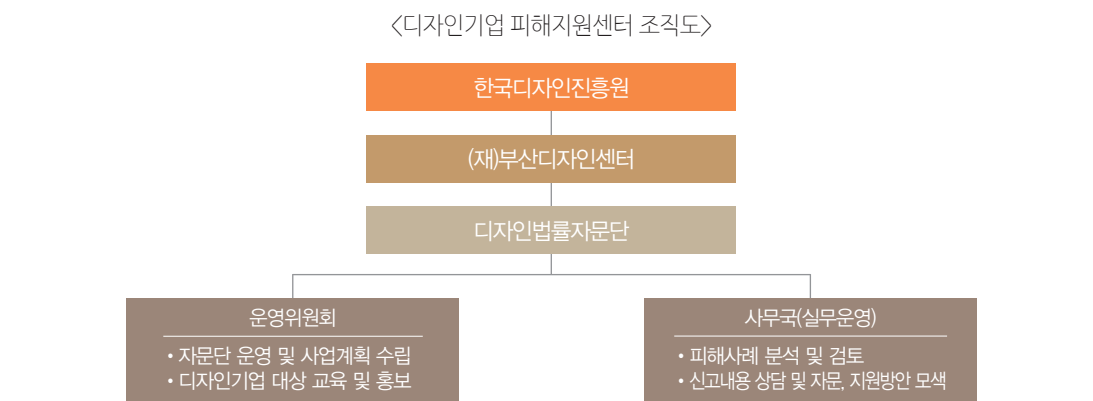 <디자인기업 피해지원센터 조직도>
한국디자인진흥원
(재)부산디자인센터
디자인법률자문단
운영위원회
• 자문단 운영 및 사업계획 수립
• 디자인기업 대상 교육 및 홍보
사무국(실무운영)
• 피해사례 분석 및 검토
• 신고내용 상담 및 자문, 지원방안 모색